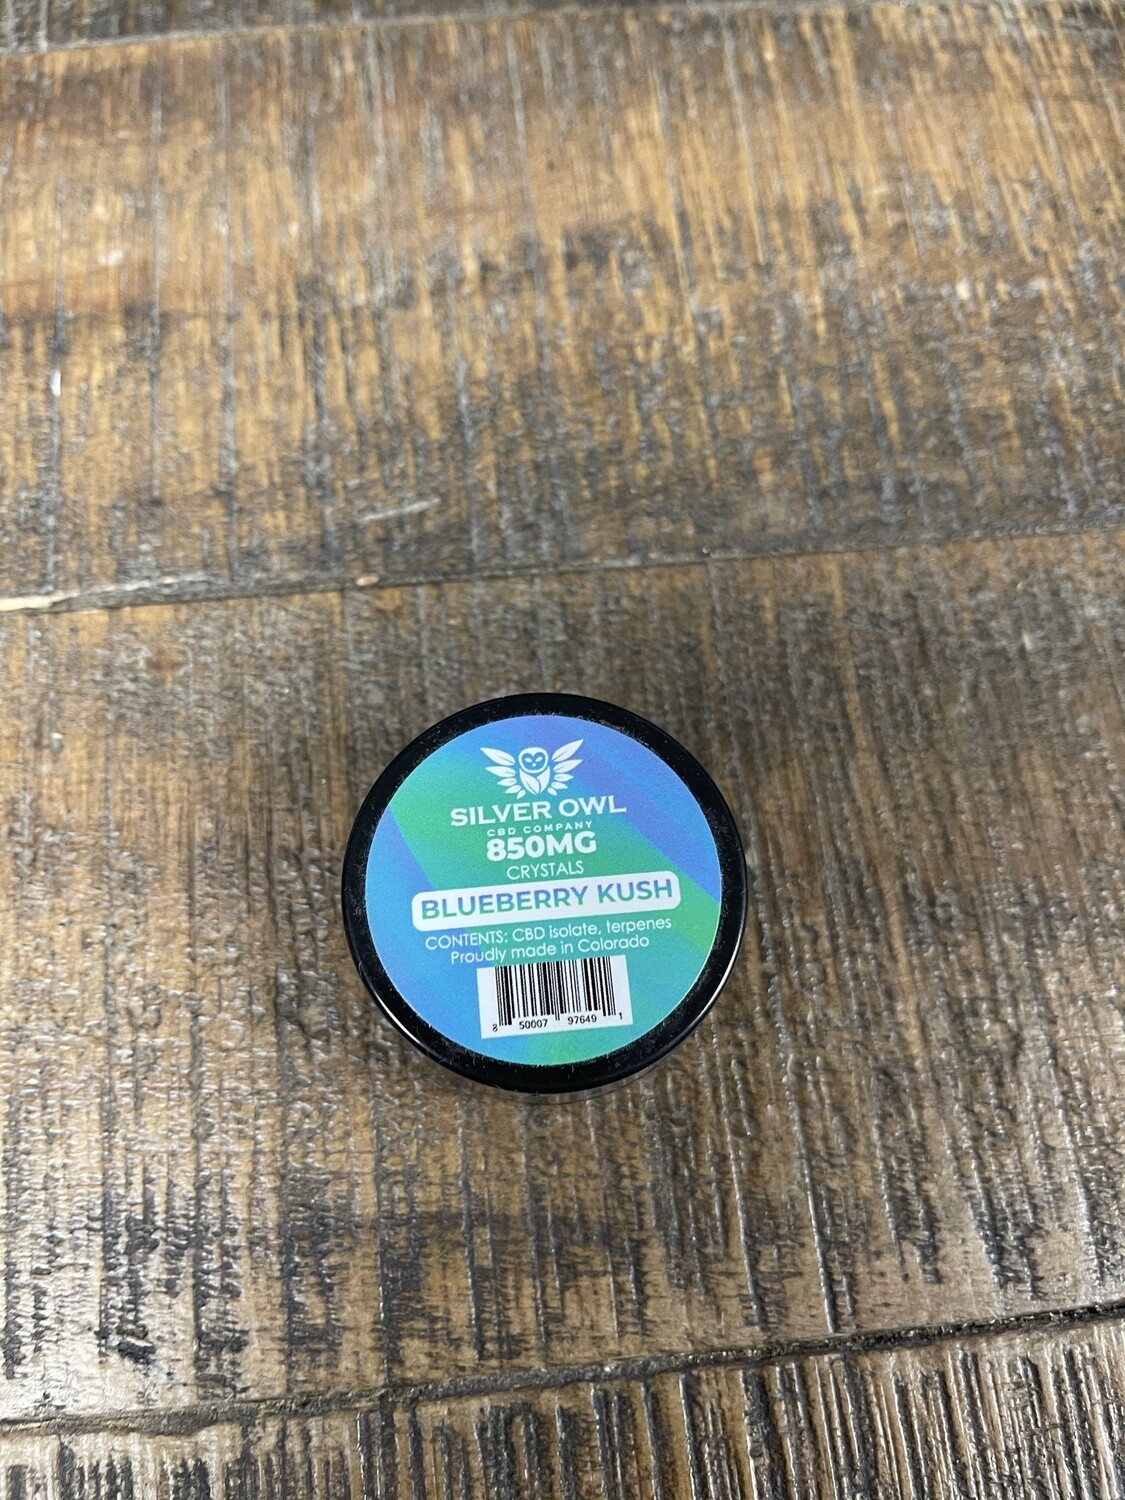 SILVER OWL
CBD COMPANY
850MG
CRYSTALS
BLUEBERRY KUSH
CONTENTS: CBD isolate, terpenes
Proudly made in Colorado
8 50007 97649 1